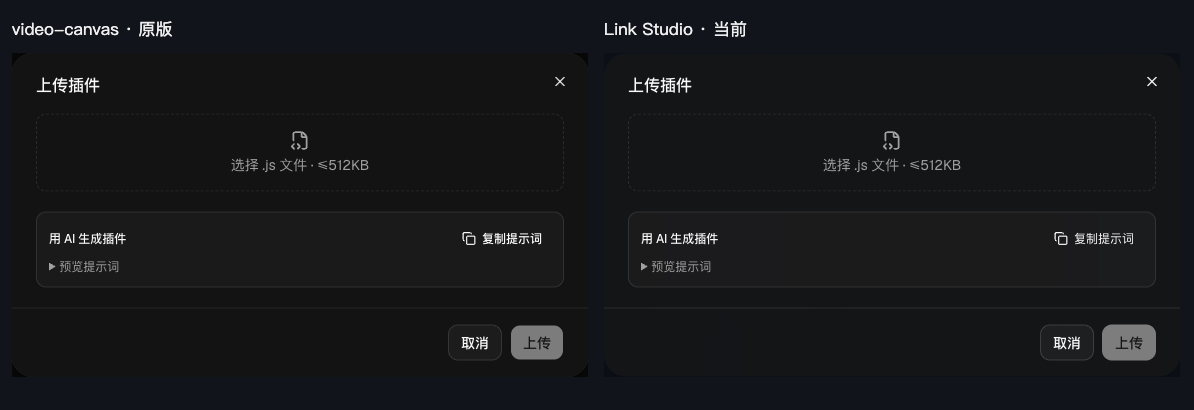 video-canvas · 原版
上传插件
选择 .js 文件 · ≤512KB
用 AI 生成插件
复制提示词
▶ 预览提示词
取消
上传
Link Studio · 当前
上传插件
选择 .js 文件 · ≤512KB
用 AI 生成插件
复制提示词
▶ 预览提示词
取消
上传